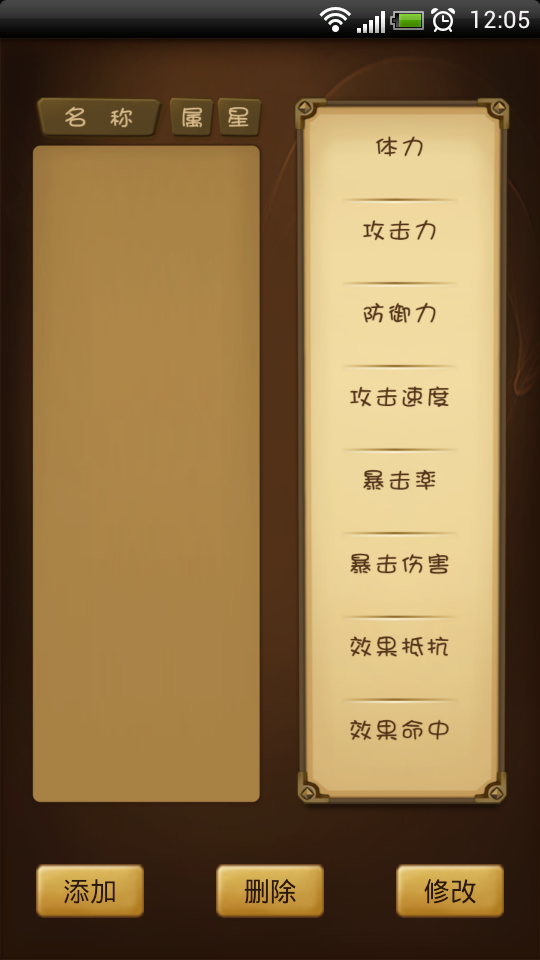 12:05
名 称 属 星
体力
攻击力
防御力
攻击速度
暴击率
暴击伤害
效果抵抗
效果命中
添加 删除 修改